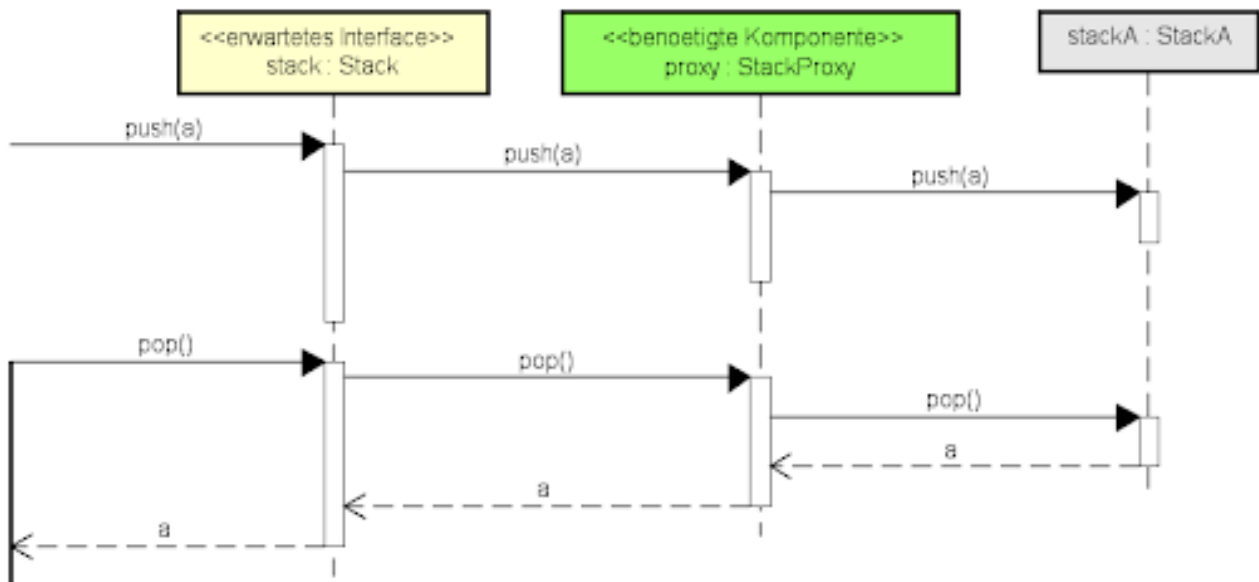 <<erwartetes Interface>>
stack : Stack
<<benoetigte Komponente>>
proxy : StackProxy
stackA : StackA
push(a)
push(a)
push(a)
pop()
pop()
pop()
a
a
a